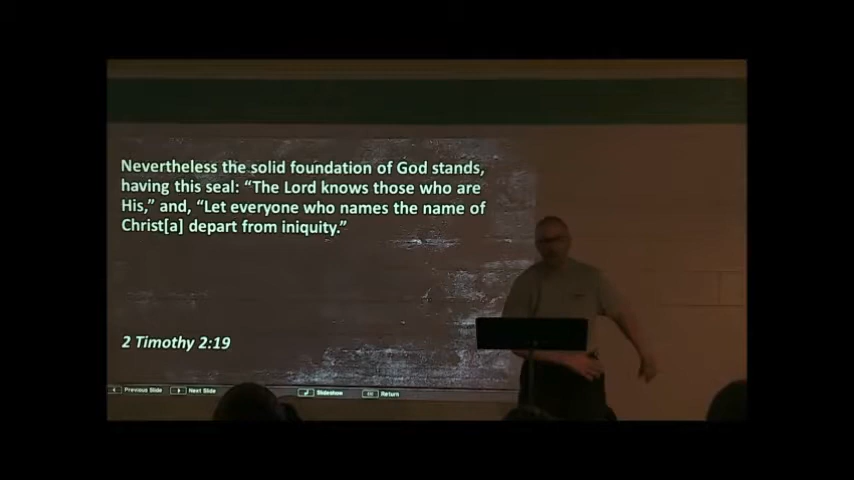 Nevertheless the solid foundation of God stands,
having this seal: “The Lord knows those who are
His,” and, “Let everyone who names the name of
Christ[a] depart from iniquity.”
2 Timothy 2:19
Previous Slide Next Slide Slideshow Return